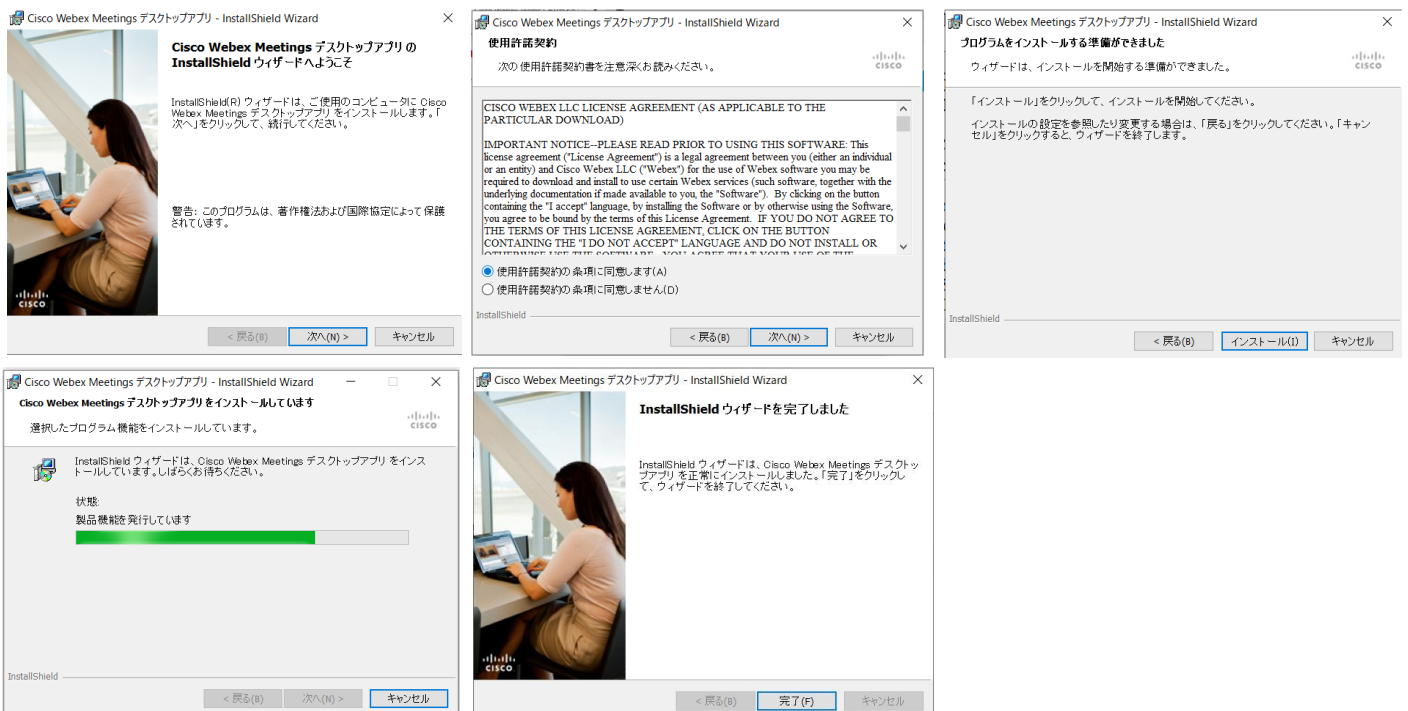 Cisco Webex Meetings デスクトップアプリ - InstallShield Wizard
Cisco Webex Meetings デスクトップアプリ の
InstallShield ウィザードへようこそ
InstallShield(R) ウィザードは、ご使用のコンピュータに Cisco
Webex Meetings デスクトップアプリ をインストールします。「
次へ」をクリックして、続行してください。
警告: このプログラムは、著作権法および国際協定によって保護
されています。
CISCO
< 戻る(B)
次へ(N) >
キャンセル
Cisco Webex Meetings デスクトップアプリ - InstallShield Wizard
使用許諾契約
次の使用許諾契約書を注意深くお読みください。
CISCO
CISCO WEBEX LLC LICENSE AGREEMENT (AS APPLICABLE TO THE
PARTICULAR DOWNLOAD)
IMPORTANT NOTICE--PLEASE READ PRIOR TO USING THIS SOFTWARE: This
license agreement ("License Agreement") is a legal agreement between you (either an individual
or an entity) and Cisco Webex LLC ("Webex") for the use of Webex software you may be
required to download and install to use certain Webex services (such software, together with the
underlying documentation if made available to you, the "Software").  By clicking on the button
containing the "I accept" language, by installing the Software or by otherwise using the Software,
you agree to be bound by the terms of this License Agreement.  IF YOU DO NOT AGREE TO
THE TERMS OF THIS LICENSE AGREEMENT, CLICK ON THE BUTTON
CONTAINING THE "I DO NOT ACCEPT" LANGUAGE AND DO NOT INSTALL OR
OTHERWISE USE THE SOFTWARE. YOU AGREE THAT YOUR USE OF THE
使用許諾契約の条項に同意します(A)
使用許諾契約の条項に同意しません(D)
InstallShield
< 戻る(B)
次へ(N) >
キャンセル
Cisco Webex Meetings デスクトップアプリ - InstallShield Wizard
プログラムをインストールする準備ができました
ウィザードは、インストールを開始する準備ができました。
CISCO
「インストール」をクリックして、インストールを開始してください。
インストールの設定を参照したり変更する場合は、「戻る」をクリックしてください。「キャン
セル」をクリックすると、ウィザードを終了します。
InstallShield
< 戻る(B)
インストール(I)
キャンセル
Cisco Webex Meetings デスクトップアプリ - InstallShield Wizard
Cisco Webex Meetings デスクトップアプリ をインストールしています
選択したプログラム機能をインストールしています。
CISCO
InstallShield ウィザードは、Cisco Webex Meetings デスクトップアプリ をインス
トールしています。しばらくお待ちください。
状態:
製品機能を発行しています
InstallShield
< 戻る(B)
次へ(N) >
キャンセル
Cisco Webex Meetings デスクトップアプリ - InstallShield Wizard
InstallShield ウィザードを完了しました
InstallShield ウィザードは、Cisco Webex Meetings デスクトッ
プアプリ を正常にインストールしました。「完了」をクリックし
て、ウィザードを終了してください。
CISCO
< 戻る(B)
完了(F)
キャンセル